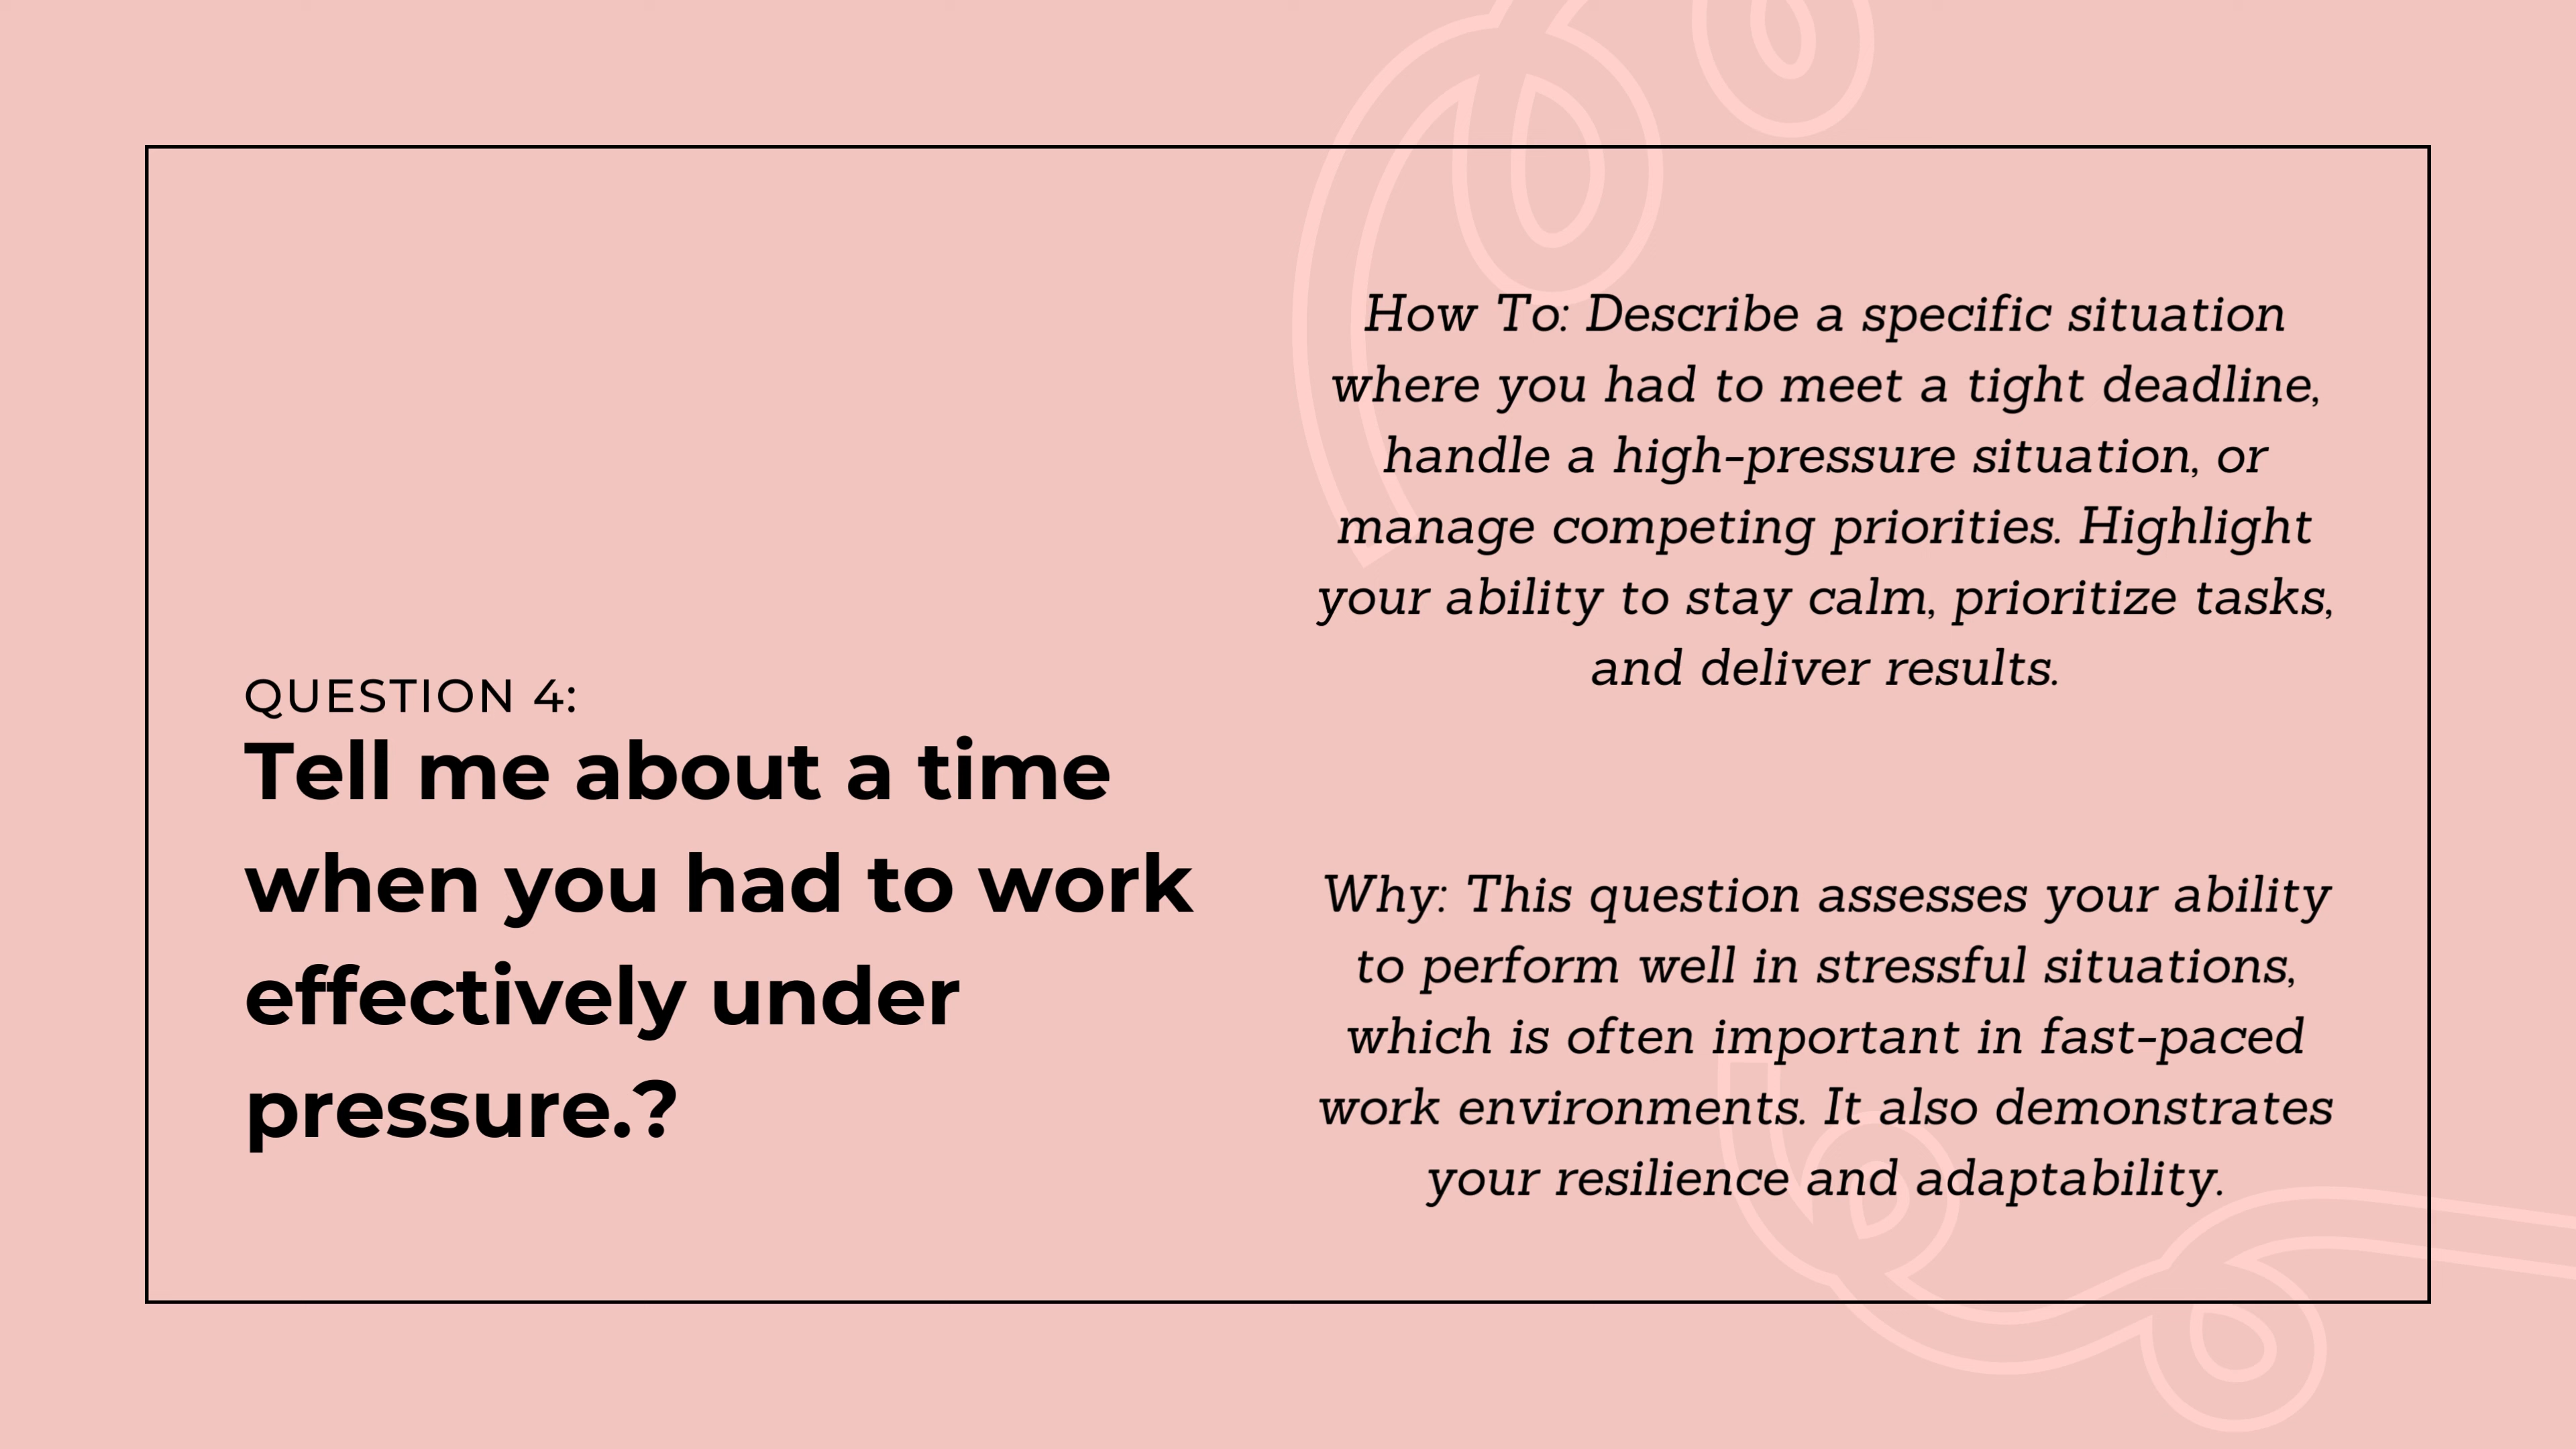 QUESTION 4:
Tell me about a time
when you had to work
effectively under
pressure.?
How To: Describe a specific situation
where you had to meet a tight deadline,
handle a high-pressure situation, or
manage competing priorities. Highlight
your ability to stay calm, prioritize tasks,
and deliver results.
Why: This question assesses your ability
to perform well in stressful situations,
which is often important in fast-paced
work environments. It also demonstrates
your resilience and adaptability.